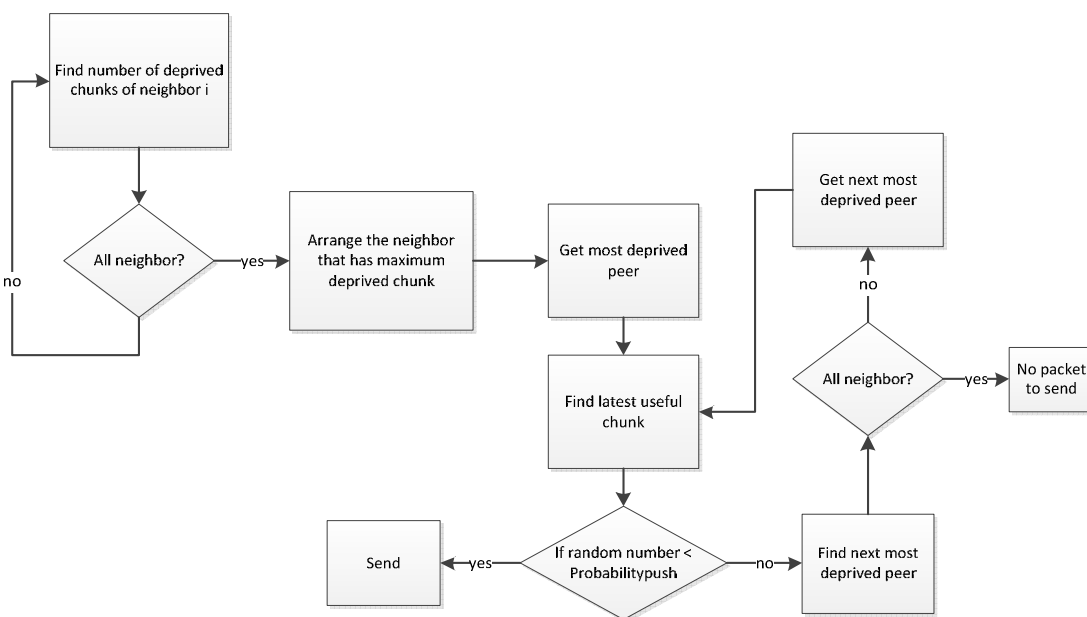 Find number of deprived
chunks of neighbor i
All neighbor?
no
yes
Arrange the neighbor
that has maximum
deprived chunk
Get most deprived
peer
Find latest useful
chunk
If random number <
Probabilitypush
yes
Send
no
Find next most
deprived peer
All neighbor?
yes
No packet
to send
no
Get next most
deprived peer